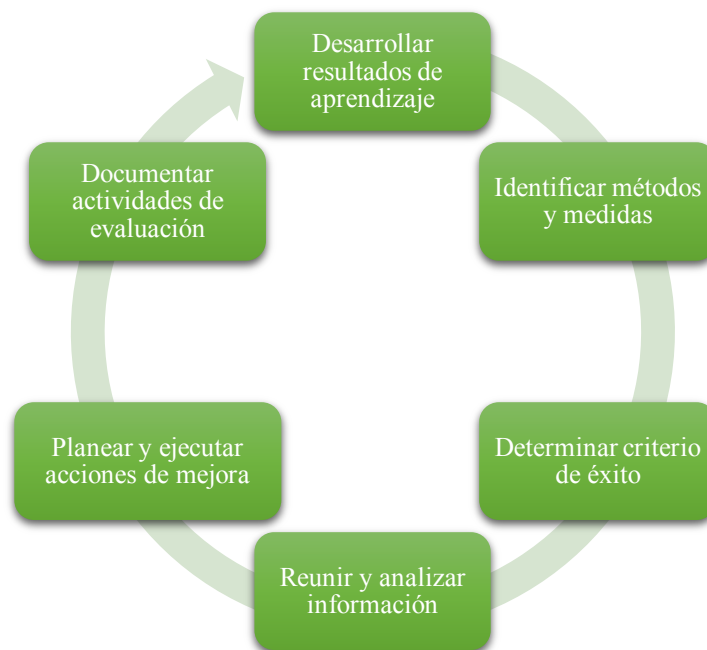 Desarrollar
resultados de
aprendizaje
Identificar métodos
y medidas
Determinar criterio
de éxito
Reunir y analizar
información
Planear y ejecutar
acciones de mejora
Documentar
actividades de
evaluación